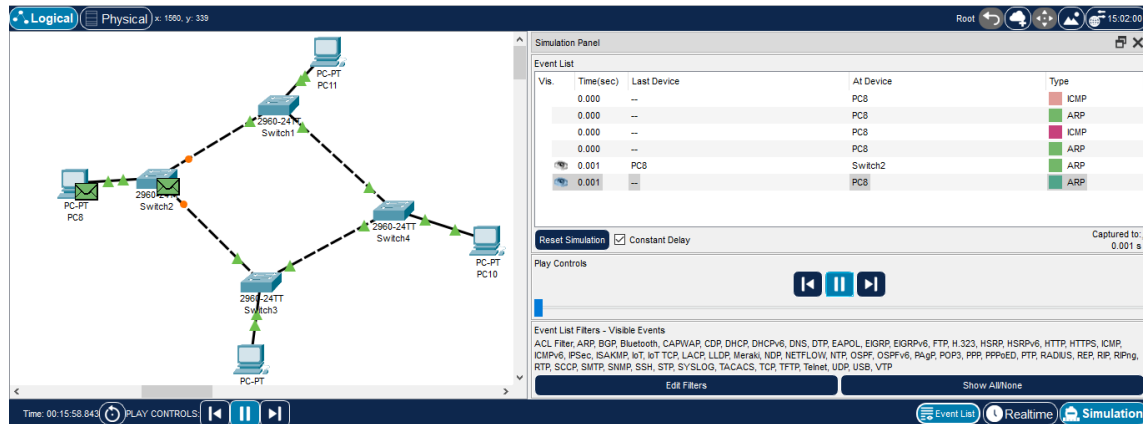 Logical Physical x: 1560, y: 339 Root 15:02:00
PC-PT
PC11
2960-24TT
Switch1
PC-PT
PC8
2960-24TT
Switch2
2960-24TT
Switch4
PC-PT
PC10
2960-24TT
Switch3
PC-PT
Simulation Panel
Event List
Vis. Time(sec) Last Device At Device Type
0.000 -- PC8 ICMP
0.000 -- PC8 ARP
0.000 -- PC8 ICMP
0.000 -- PC8 ARP
0.001 PC8 Switch2 ARP
0.001 -- PC8 ARP
Reset Simulation Constant Delay Captured to:
0.001 s
Play Controls
Event List Filters - Visible Events
ACL Filter, ARP, BGP, Bluetooth, CAPWAP, CDP, DHCP, DHCPv6, DNS, DTP, EAPOL, EIGRP, EIGRPv6, FTP, H.323, HSRP, HSRPv6, HTTP, HTTPS, ICMP,
ICMPv6, IPSec, ISAKMP, IoT, IoT TCP, LACP, LLDP, Meraki, NDP, NETFLOW, NTP, OSPF, OSPFv6, PAgP, POP3, PPP, PPPoED, PTP, RADIUS, REP, RIP, RIPng,
RTP, SCCP, SMTP, SNMP, SSH, STP, SYSLOG, TACACS, TCP, TFTP, Telnet, UDP, USB, VTP
Edit Filters Show All/None
Time: 00:15:58.843 PLAY CONTROLS: Event List Realtime Simulation